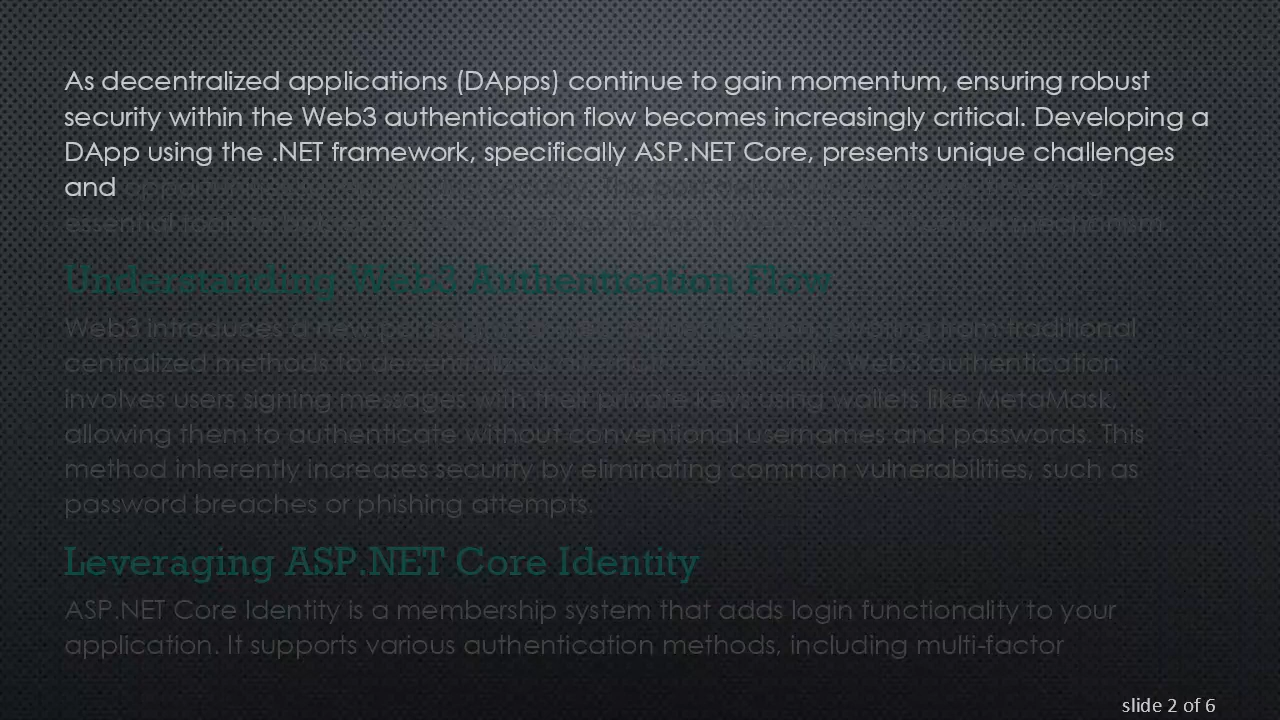 As decentralized applications (DApps) continue to gain momentum, ensuring robust
security within the Web3 authentication flow becomes increasingly critical. Developing a
DApp using the .NET framework, specifically ASP.NET Core, presents unique challenges
and
essential mechanism.
Understanding Web3 Authentication Flow
Web3 introduces a new from traditional
centralized methods to Web3 authentication
involves users signing messages with their private keys using wallets like MetaMask,
allowing them to authenticate without conventional usernames and passwords. This
method inherently increases security by eliminating common vulnerabilities, such as
password breaches or phishing attempts.
Leveraging ASP.NET Core Identity
ASP.NET Core Identity is a membership system that adds login functionality to your
application. It supports various authentication methods, including multi-factor
slide 2 of 6